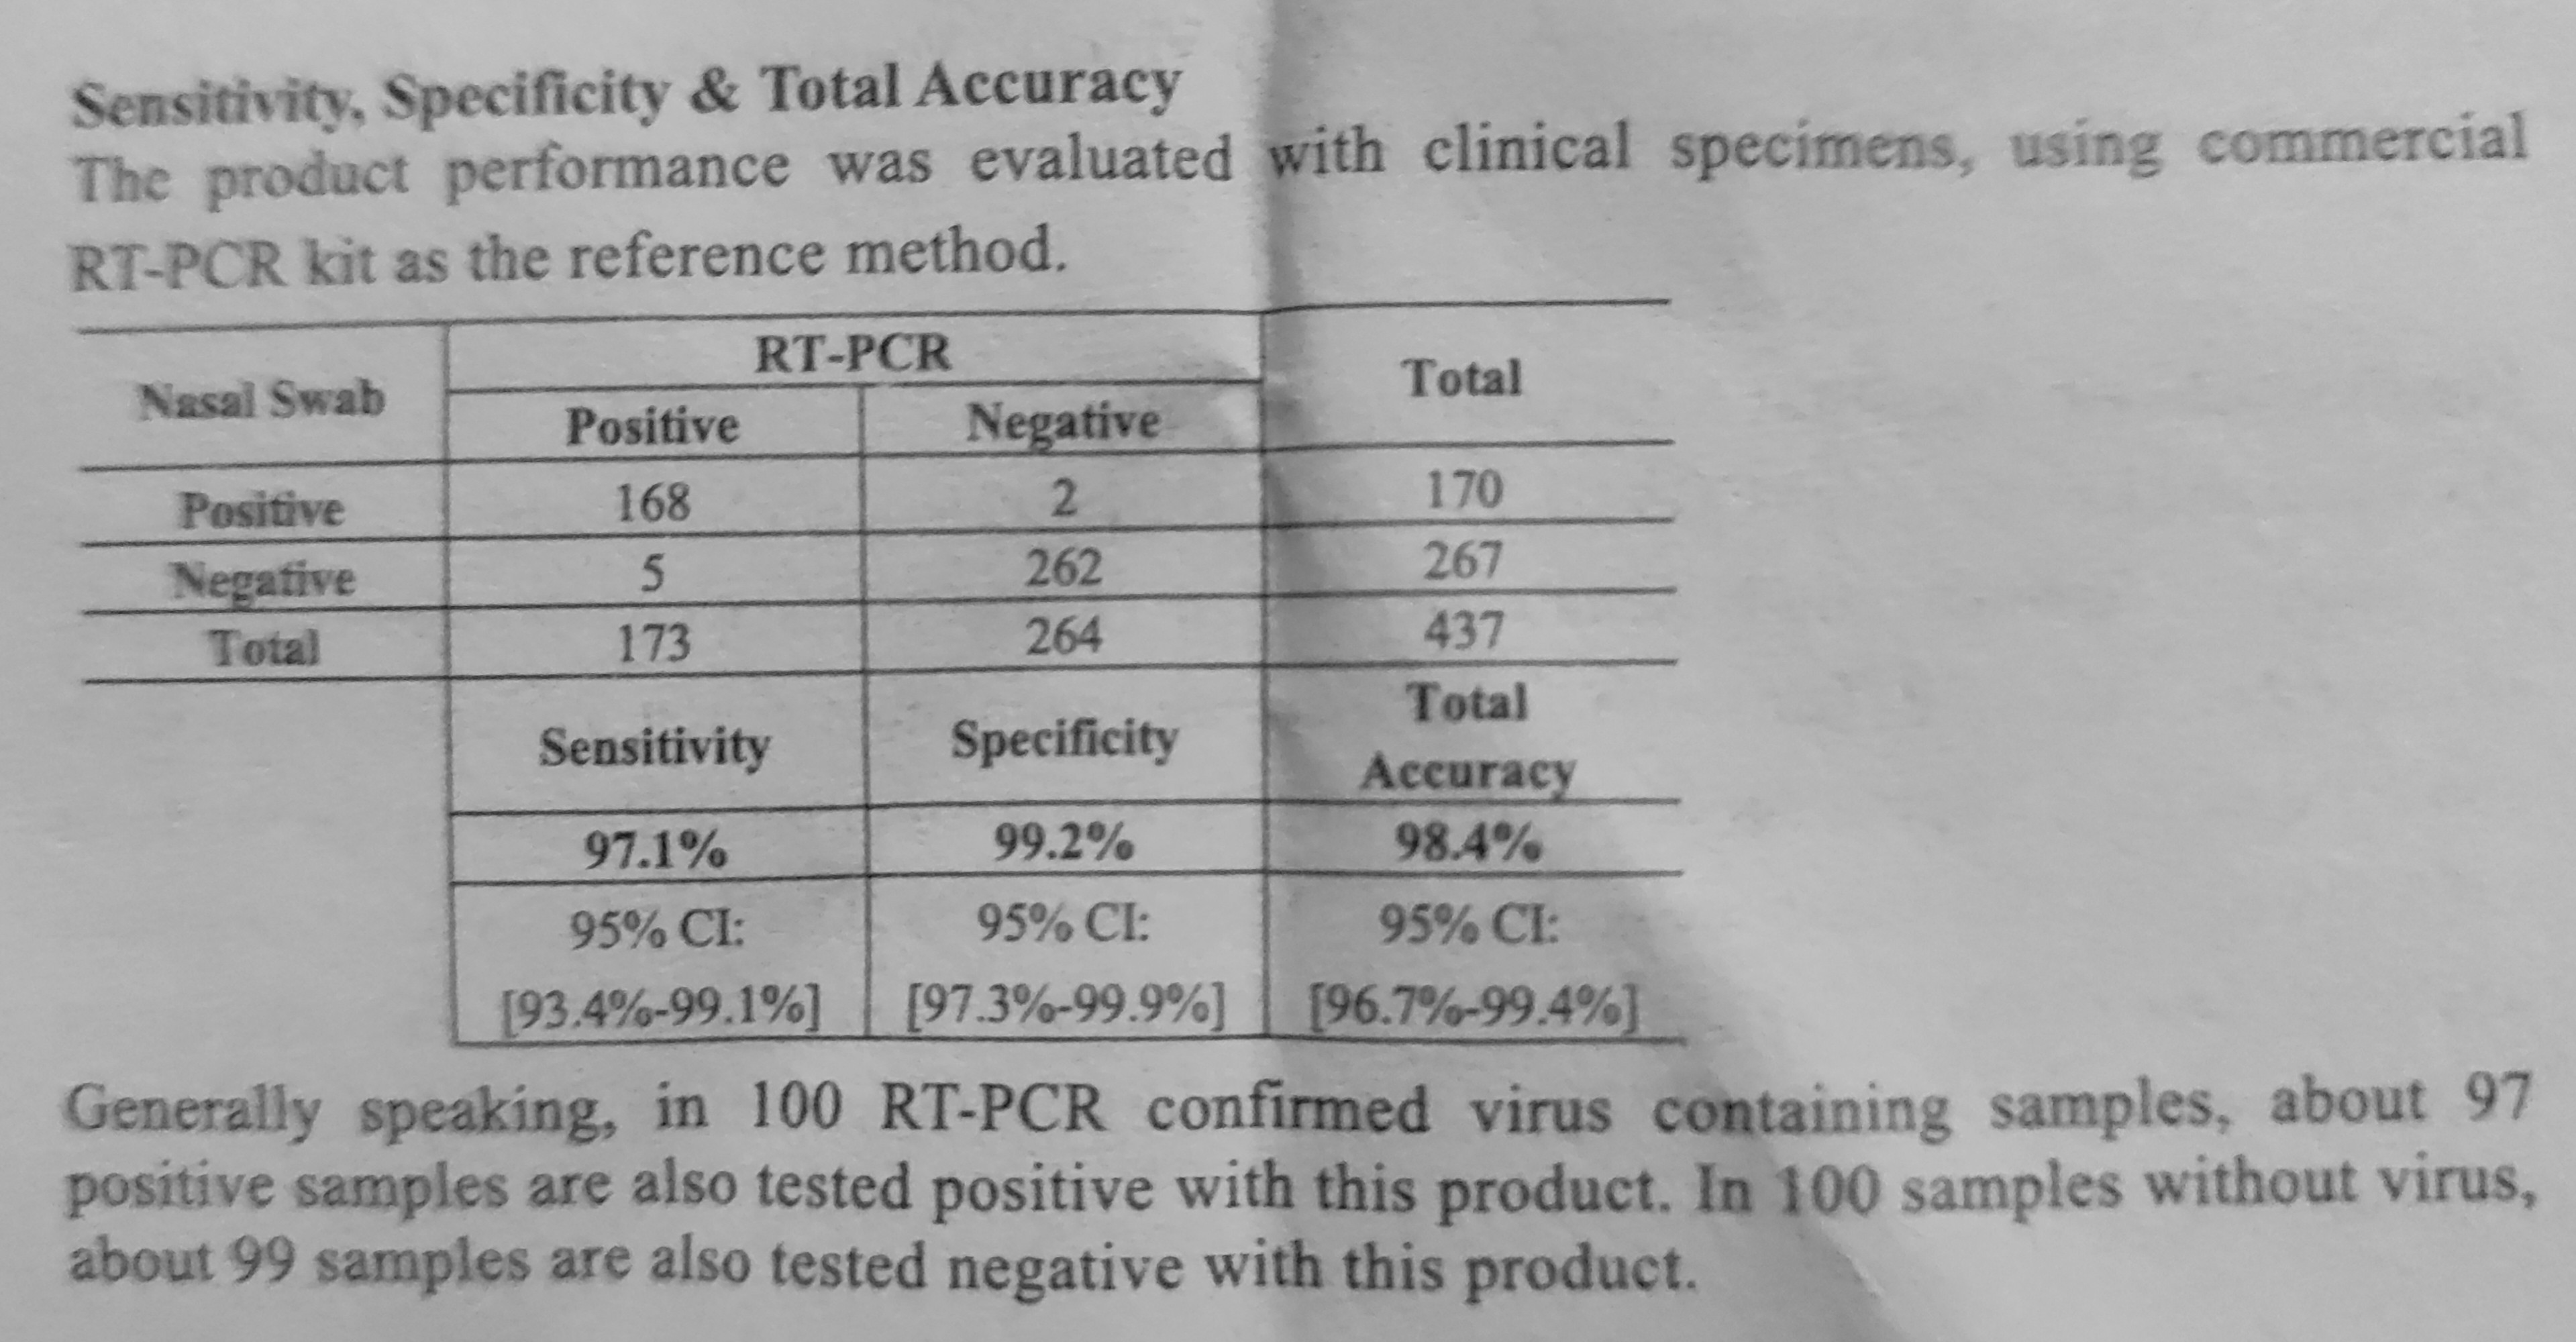 Sensitivity, Specificity & Total Accuracy
The product performance was evaluated with clinical specimens, using commercial
RT-PCR kit as the reference method.
Nasal Swab RT-PCR Total
Positive Negative
Positive 168 2 170
Negative 5 262 267
Total 173 264 437
Sensitivity Specificity Total Accuracy
97.1% 99.2% 98.4%
95% CI: 95% CI: 95% CI:
[93.4%-99.1%] [97.3%-99.9%] [96.7%-99.4%]
Generally speaking, in 100 RT-PCR confirmed virus containing samples, about 97
positive samples are also tested positive with this product. In 100 samples without virus,
about 99 samples are also tested negative with this product.